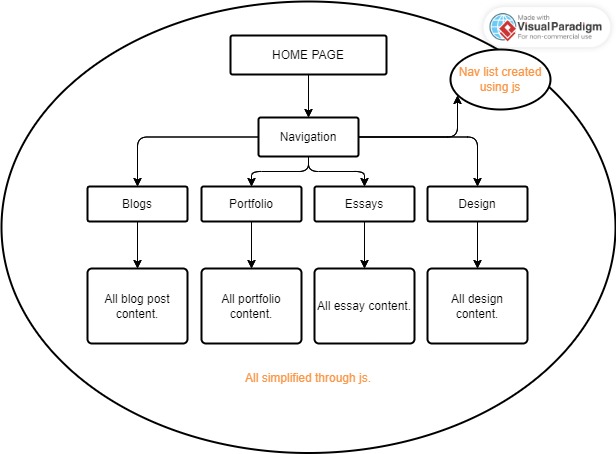 Made with
Visual Paradigm
For non-commercial use
HOME PAGE
Nav list created
using js
Navigation
Blogs
Portfolio
Essays
Design
All blog post
content.
All portfolio
content.
All essay content.
All design
content.
All simplified through js.